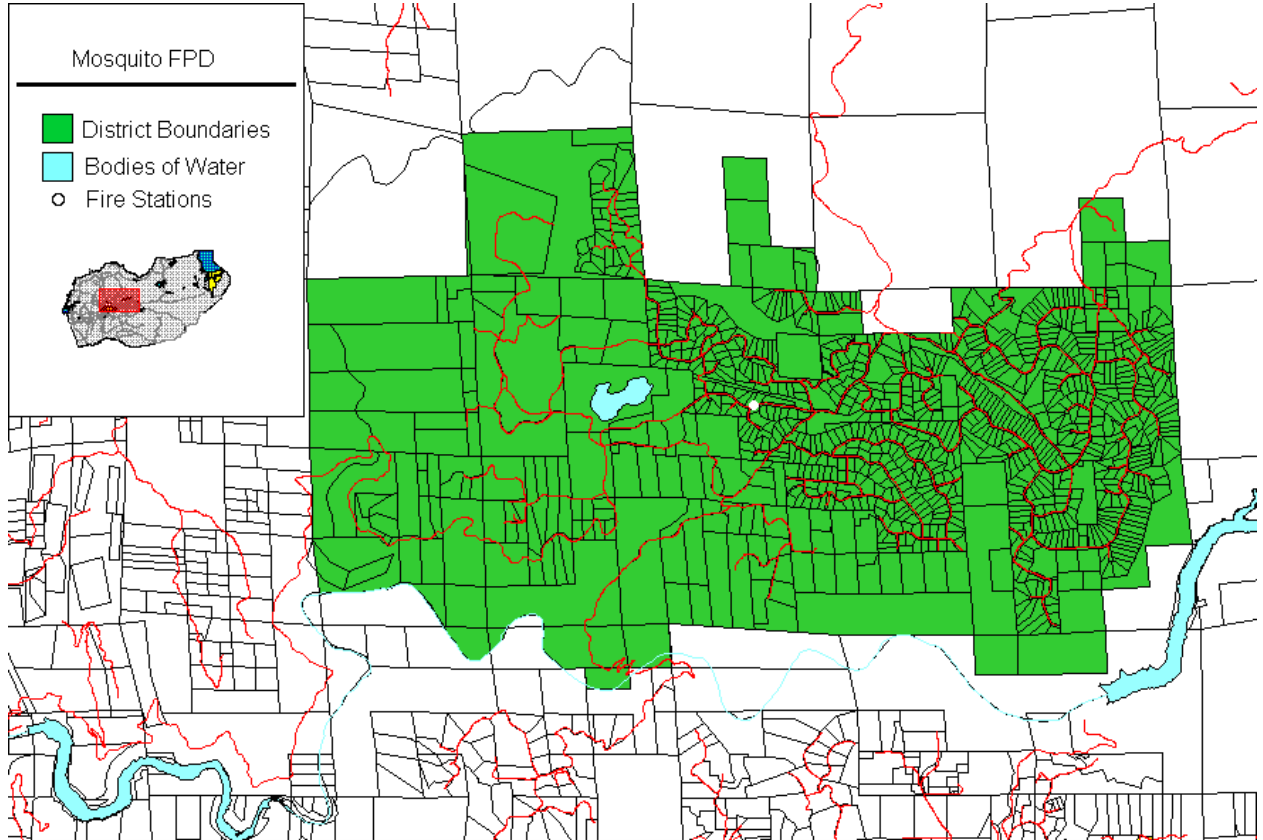 Mosquito FPD
District Boundaries
Bodies of Water
Fire Stations